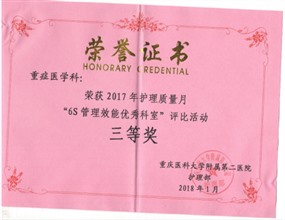 荣誉证书
HONORARY CREDENTIAL
重症医学科：
荣获2017年护理质量月
“6S管理效能优秀科室”评比活动
三等奖
重庆医科大学附属第二医院
护理部
2018年1月